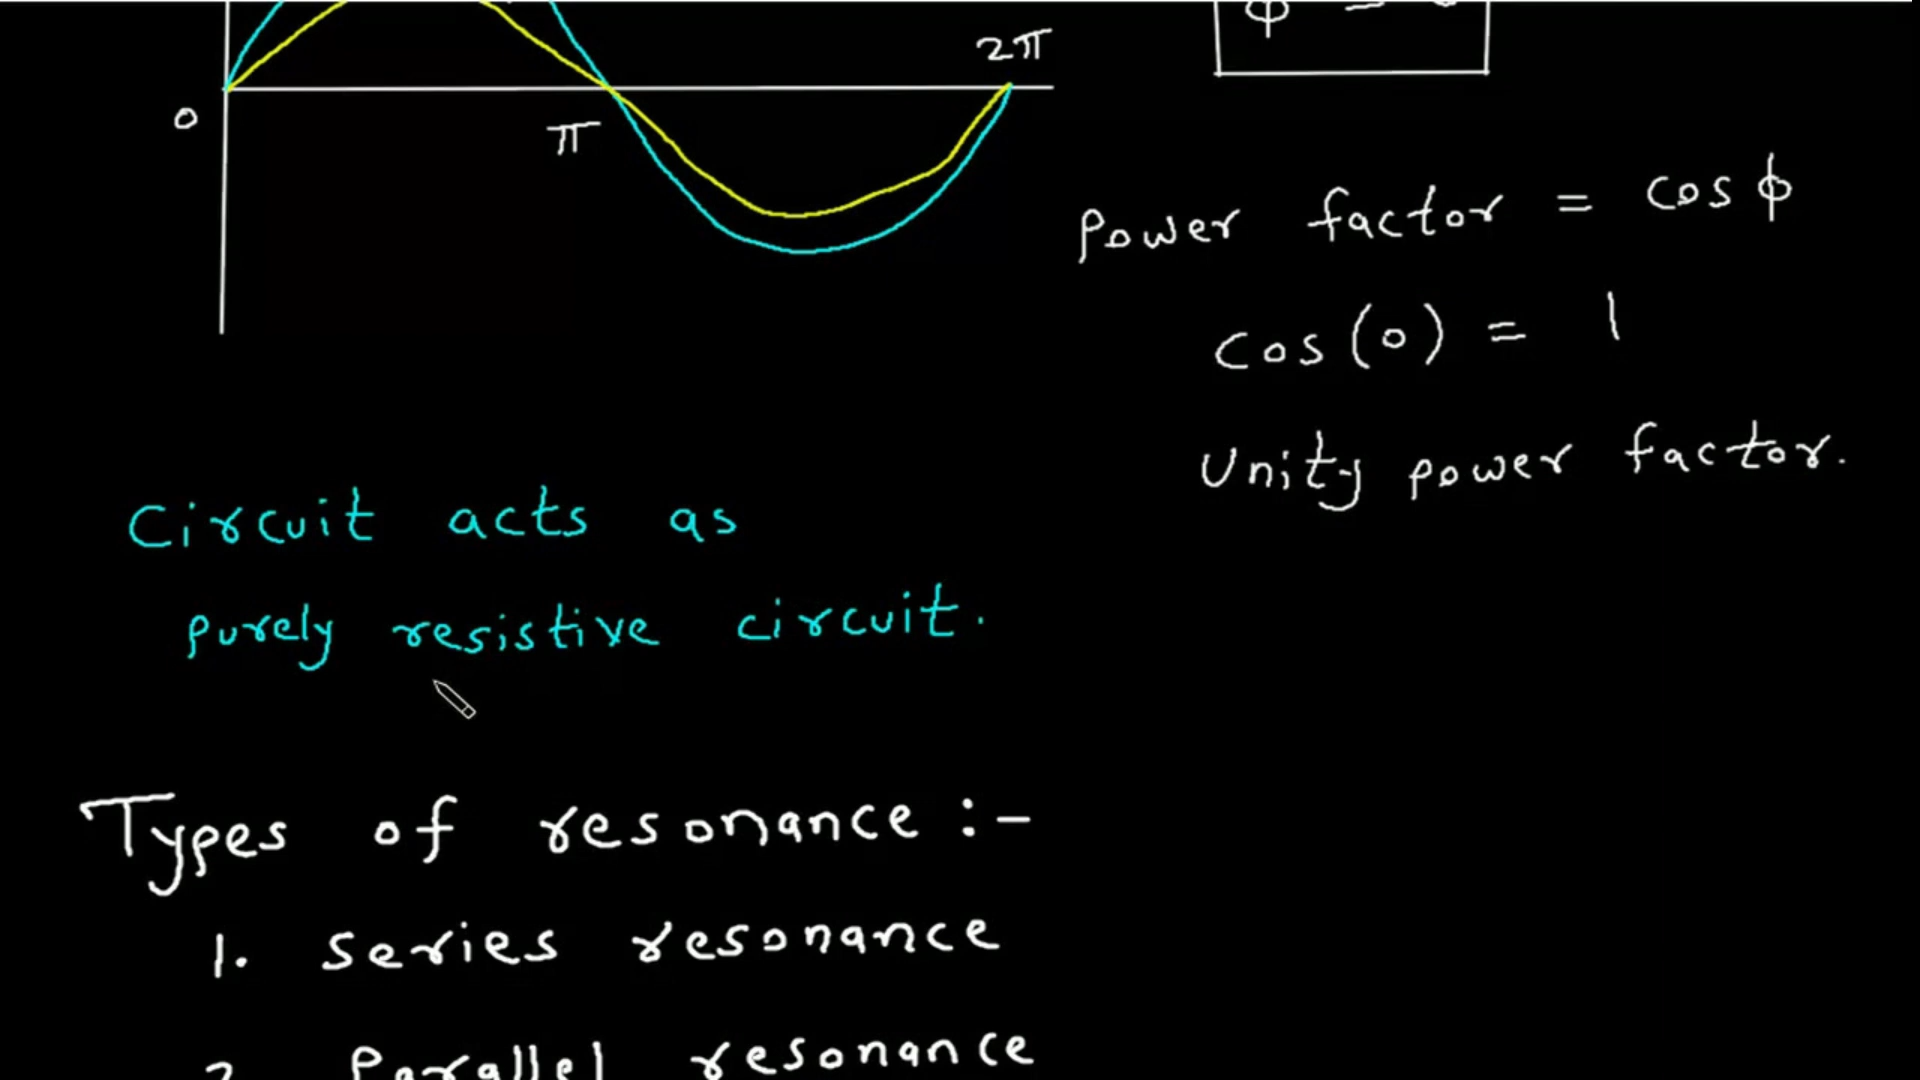 2π
0
π
Power factor = cos ϕ
cos(0) = 1
Unity power factor.
Circuit acts as
purely resistive circuit.
Types of resonance :-
1. series resonance
2. Parallel resonance